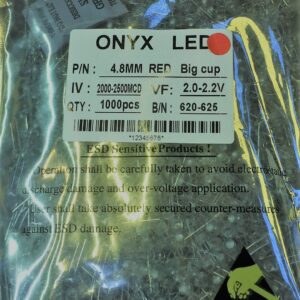 ONYX LED
P/N : 4.8MM RED Big cup
IV : 2000-2500MCD VF: 2.0-2.2V
QTY : 1000pcs B/N : 620-625
*12345678*
ESD Sensitive Products !
Operation shall be carefully taken to avoid electrostatic
discharge damage and over-voltage application.
User shall take absolutely secured counter-measures
against ESD damage.